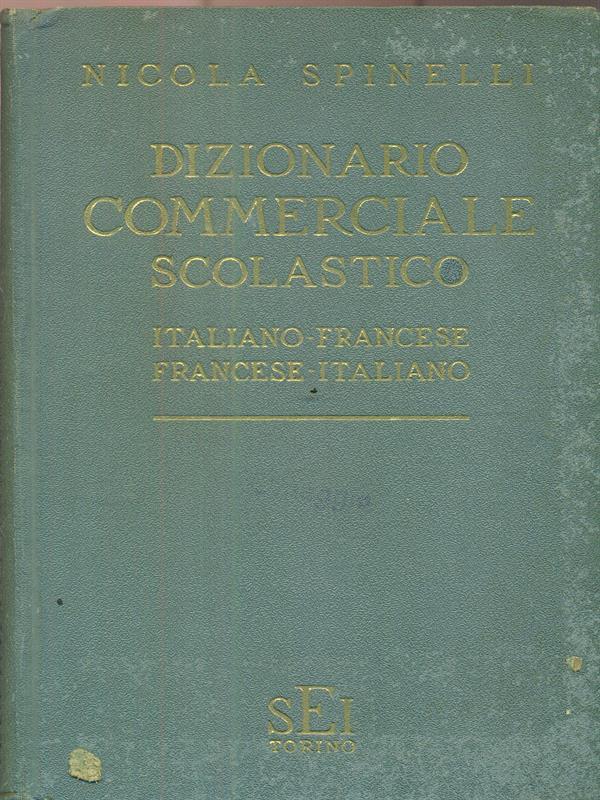 NICOLA SPINELLI
DIZIONARIO
COMMERCIALE
SCOLASTICO
ITALIANO-FRANCESE
FRANCESE-ITALIANO
SEI
TORINO